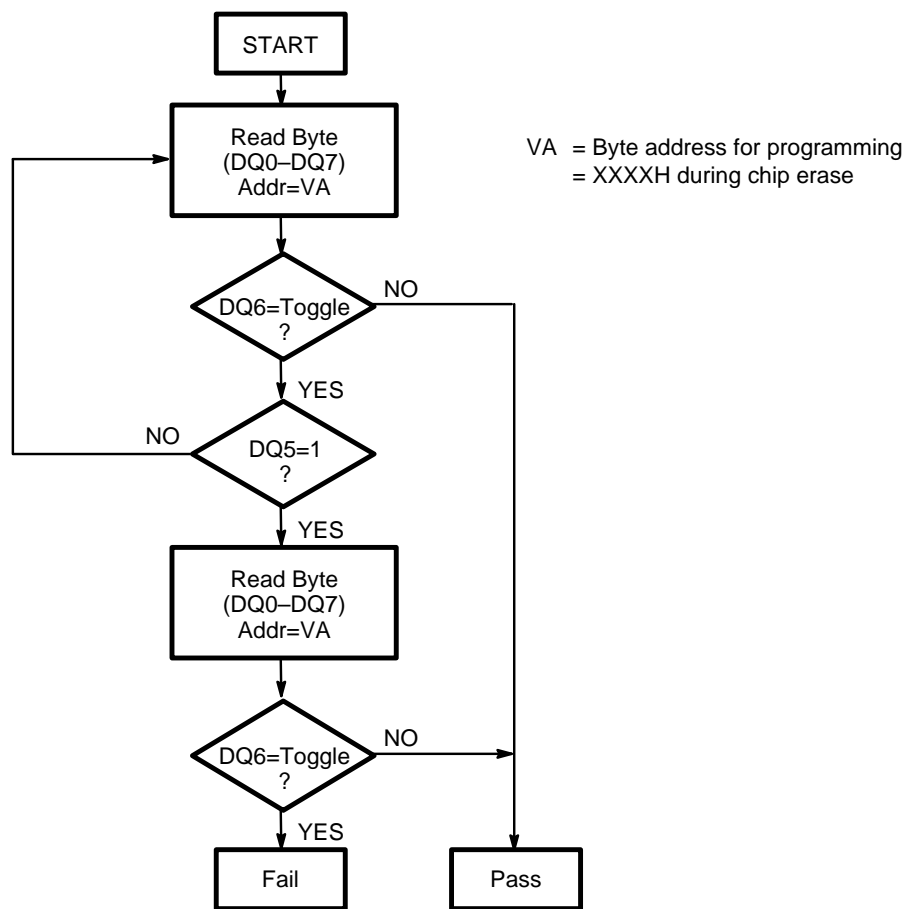 START
Read Byte
(DQ0–DQ7)
Addr=VA
VA = Byte address for programming
= XXXXH during chip erase
DQ6=Toggle
?
NO
YES
DQ5=1
?
NO
YES
Read Byte
(DQ0–DQ7)
Addr=VA
DQ6=Toggle
?
NO
YES
Fail
Pass